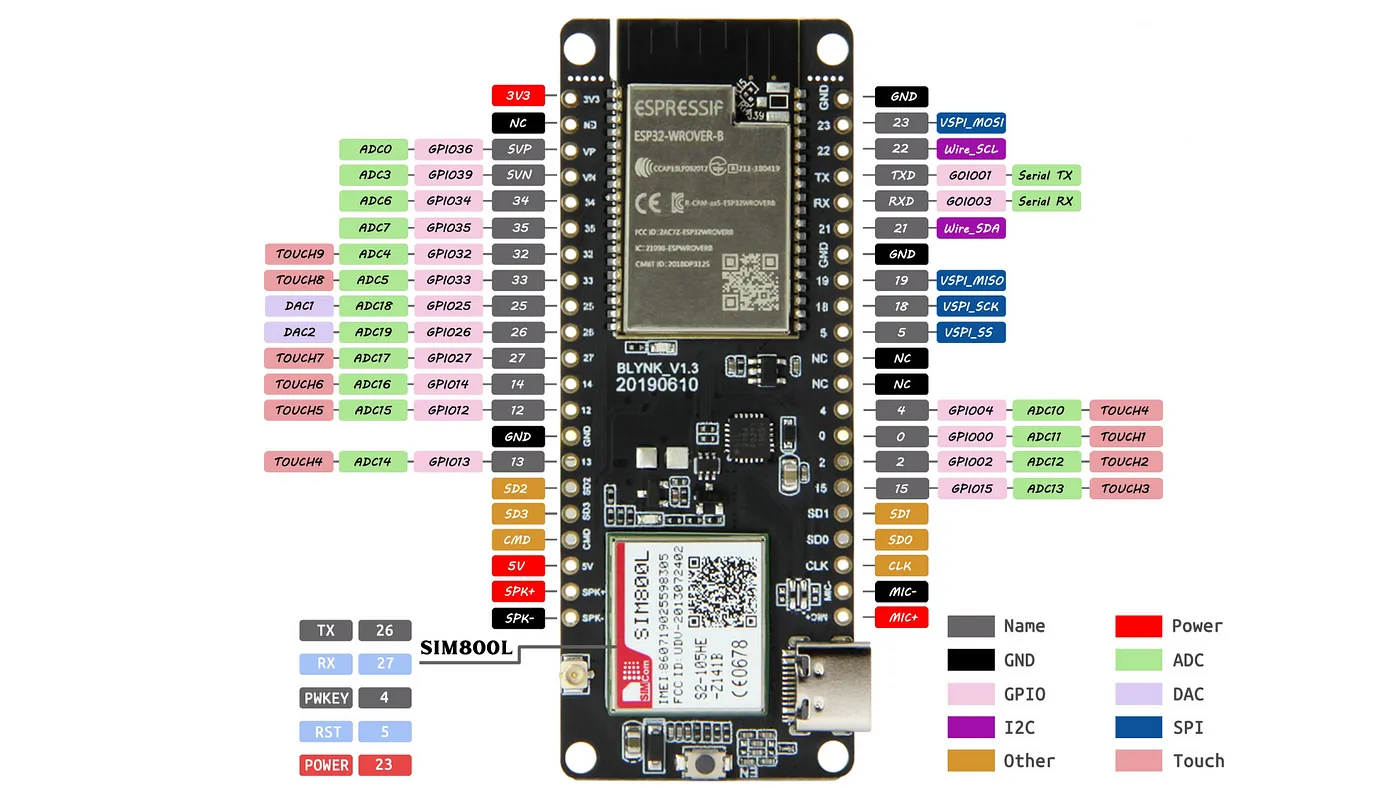 3V3
NC
ADC0 GPIO36 SVP
ADC3 GPIO39 SVN
ADC6 GPIO34 34
ADC7 GPIO35 35
TOUCH9 ADC4 GPIO32 32
TOUCH8 ADC5 GPIO33 33
DAC1 ADC18 GPIO25 25
DAC2 ADC19 GPIO26 26
TOUCH7 ADC17 GPIO27 27
TOUCH6 ADC16 GPIO14 14
TOUCH5 ADC15 GPIO12 12
GND
TOUCH4 ADC14 GPIO13 13
SD2
SD3
CMD
5V
SPK+
SPK-
3V3
VP
VN
34
35
32
33
25
26
27
14
12
GND
13
SD2
SD3
CMD
5V
SPK+
SPK-
ESPRESSIF
ESP32-WROVER-B
R-CRM-es5-ESP32WROVERB
FCC ID: 2AC7Z-ESP32WROVERB
IC: 21098-ESPWROVERB
CMIIT ID: 2018DP3125
BLYNK_V1.3
20190610
SIM800L
IMEI:867190255983​05
FCC ID: UDV-2013072402
S2-105HE
-Z141B
CE0678
SIMCom
EN
GND
23
22
TX
RX
21
GND
19
18
5
NC
NC
4
0
2
15
SD1
SD0
CLK
MIC-
MIC+
GND
23 VSPI_MOSI
22 Wire_SCL
TXD GOI001 Serial TX
RXD GOI003 Serial RX
21 Wire_SDA
GND
19 VSPI_MISO
18 VSPI_SCK
5 VSPI_SS
NC
NC
4 GPIO04 ADC10 TOUCH4
0 GPIO00 ADC11 TOUCH1
2 GPIO02 ADC12 TOUCH2
15 GPIO15 ADC13 TOUCH3
SD1
SD0
CLK
MIC-
MIC+
SIM800L
TX 26
RX 27
PWKEY 4
RST 5
POWER 23
Name Power
GND ADC
GPIO DAC
I2C SPI
Other Touch